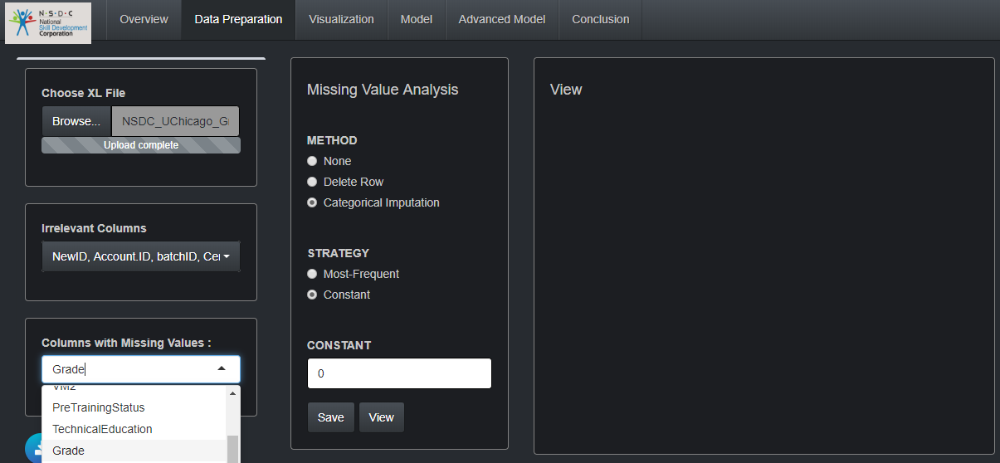 N·S·D·C
National
Skill Development
Corporation
Overview
Data Preparation
Visualization
Model
Advanced Model
Conclusion
Choose XL File
Browse...
NSDC_UChicago_G
Upload complete
Irrelevant Columns
NewID, Account.ID, batchID, Cer
Columns with Missing Values :
Grade
VM2
PreTrainingStatus
TechnicalEducation
Grade
Missing Value Analysis
METHOD
None
Delete Row
Categorical Imputation
STRATEGY
Most-Frequent
Constant
CONSTANT
0
Save
View
View